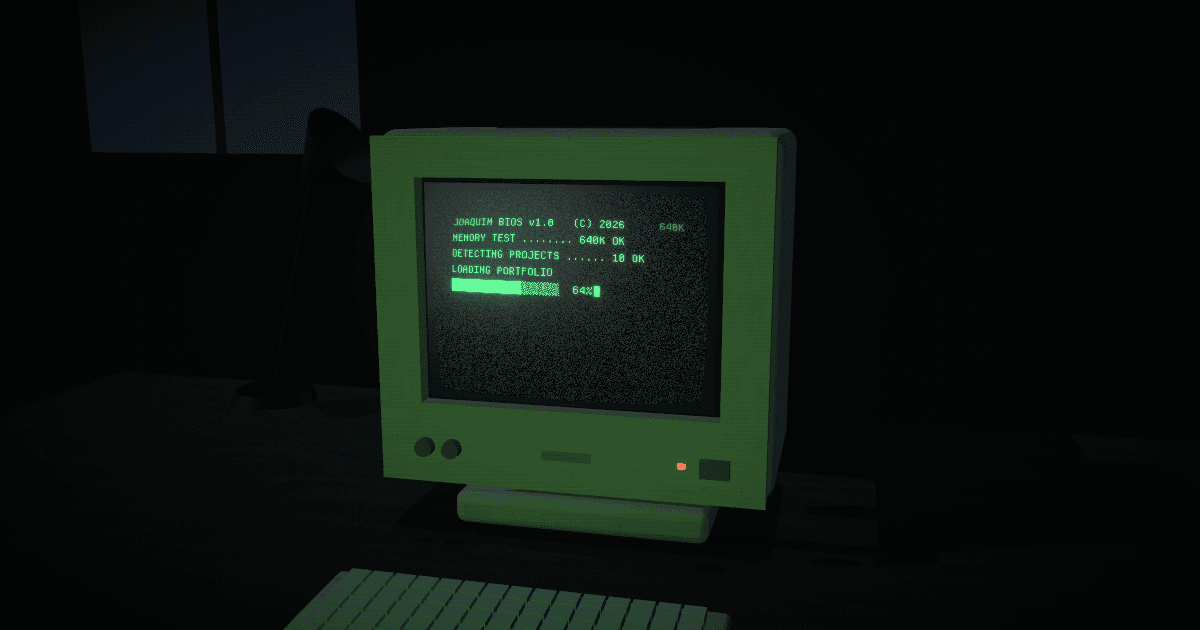 JOAQUIM BIOS v1.0 (C) 2026 640K
MEMORY TEST ........ 640K OK
DETECTING PROJECTS ...... 10 OK
LOADING PORTFOLIO
64%